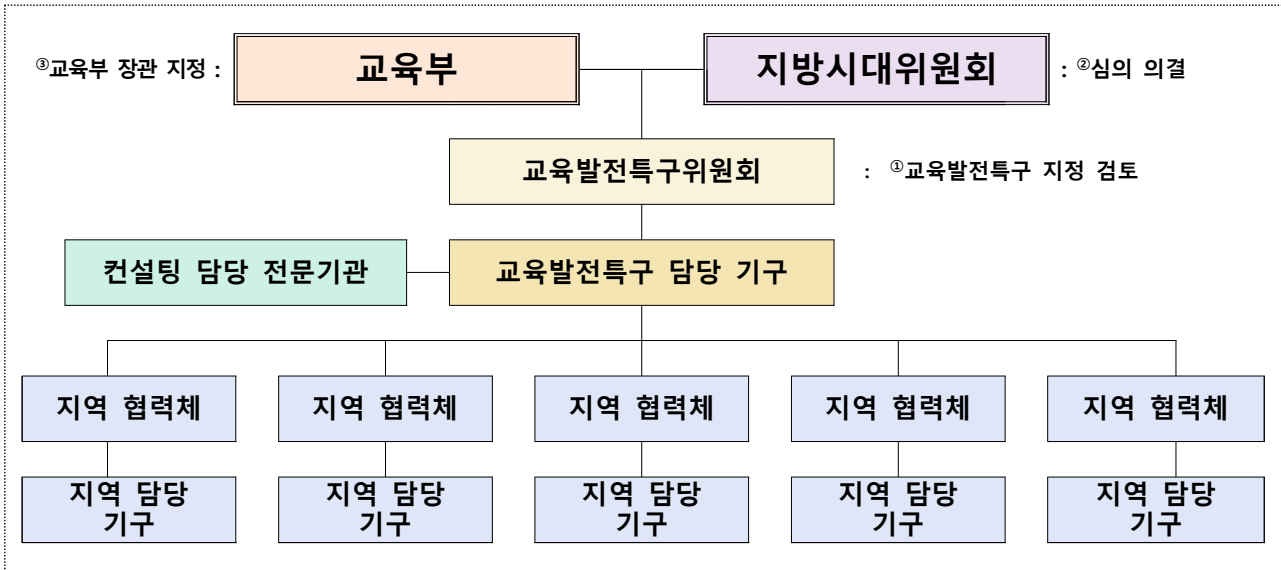 ③교육부 장관 지정 :
교육부
지방시대위원회
: ②심의 의결
교육발전특구위원회
: ①교육발전특구 지정 검토
컨설팅 담당 전문기관
교육발전특구 담당 기구
지역 협력체
지역 협력체
지역 협력체
지역 협력체
지역 협력체
지역 담당
기구
지역 담당
기구
지역 담당
기구
지역 담당
기구
지역 담당
기구